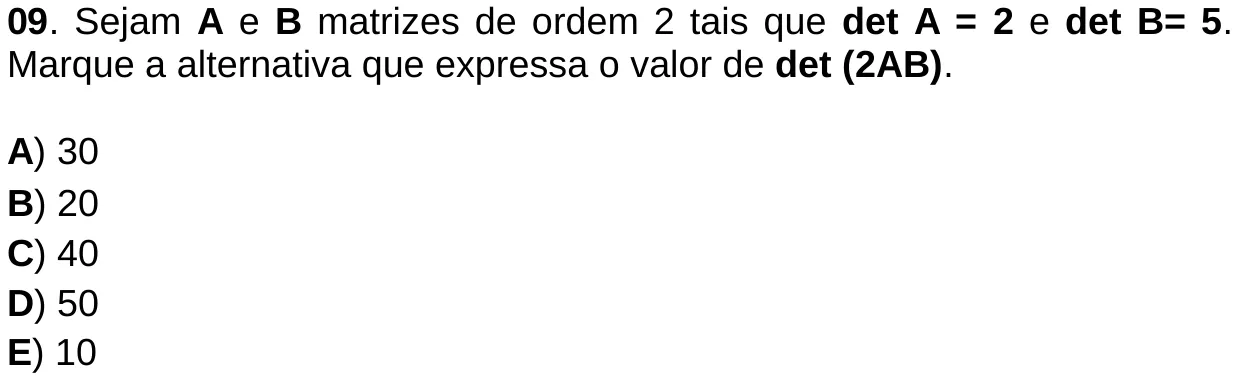 09. Sejam A e B matrizes de ordem 2 tais que det A = 2 e det B= 5.
Marque a alternativa que expressa o valor de det (2AB).
A) 30
B) 20
C) 40
D) 50
E) 10